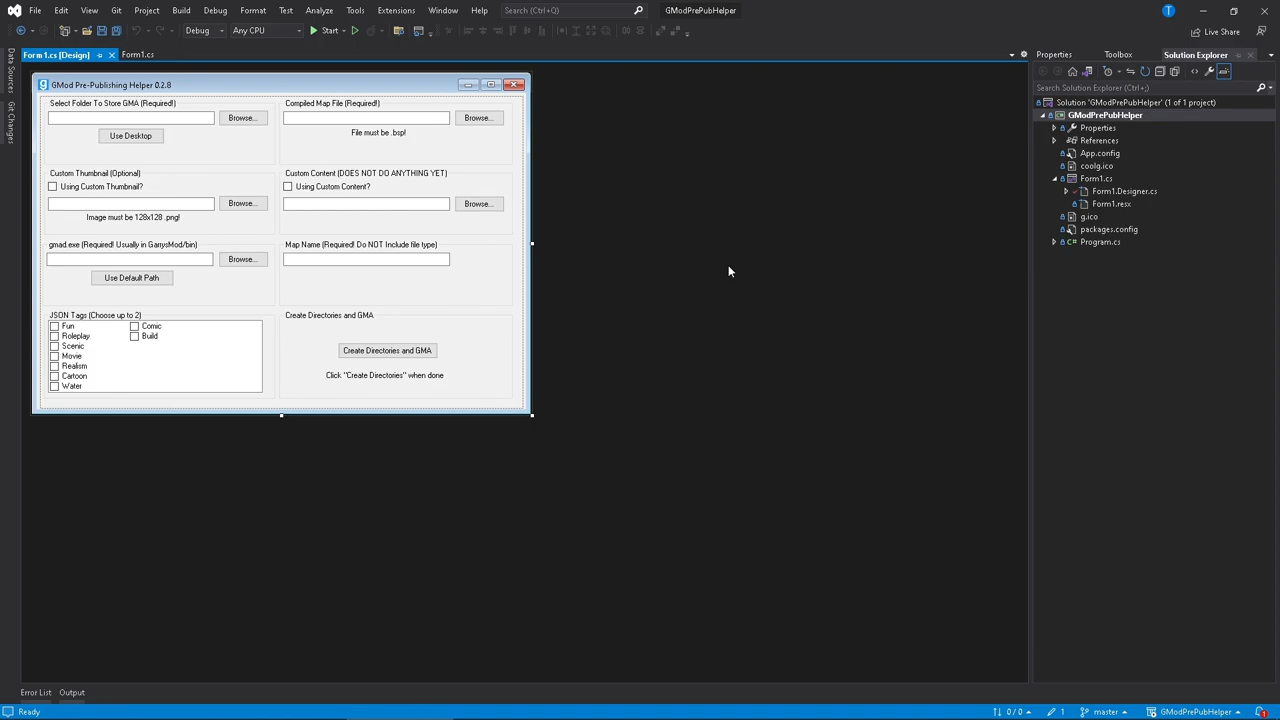 File Edit View Git Project Build Debug Format Test Analyze Tools Extensions Window Help Search (Ctrl+Q) GModPrePubHelper T
Debug Any CPU Start Live Share
Form1.cs [Design] Form1.cs
Data Sources
Git Changes
GMod Pre-Publishing Helper 0.2.8
Select Folder To Store GMA (Required!)
Browse...
Use Desktop
Compiled Map File (Required!)
Browse...
File must be .bsp!
Custom Thumbnail (Optional)
Using Custom Thumbnail?
Browse...
Image must be 128x128 .png!
Custom Content (DOES NOT DO ANYTHING YET)
Using Custom Content?
Browse...
gmad.exe (Required! Usually in GarrysMod/bin)
Browse...
Use Default Path
Map Name (Required! Do NOT Include file type)
JSON Tags (Choose up to 2)
Fun Comic
Roleplay Build
Scenic
Movie
Realism
Cartoon
Water
Create Directories and GMA
Create Directories and GMA
Click "Create Directories" when done
Properties Toolbox Solution Explorer
Search Solution Explorer (Ctrl+;)
Solution 'GModPrePubHelper' (1 of 1 project)
GModPrePubHelper
Properties
References
App.config
coolg.ico
Form1.cs
Form1.Designer.cs
Form1.resx
g.ico
packages.config
C# Program.cs
Error List Output
Ready 0 / 0 1 master GModPrePubHelper 1